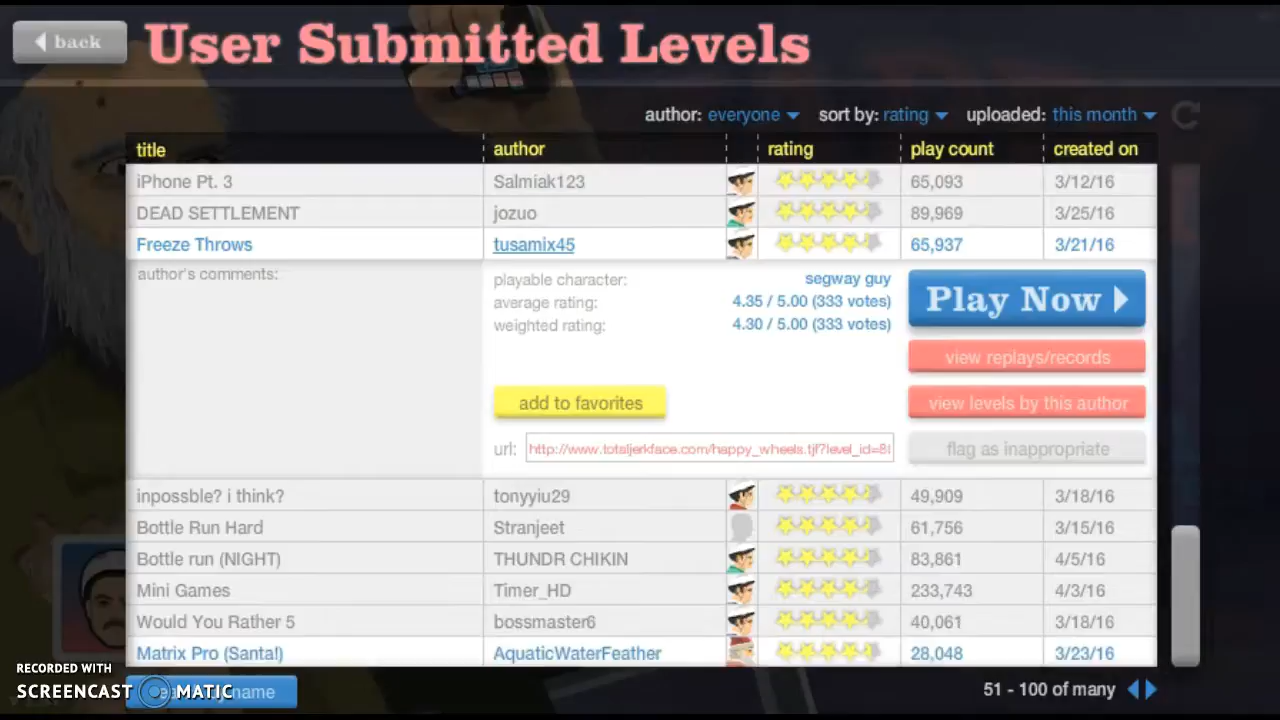 back
User Submitted Levels
author: everyone sort by: rating uploaded: this month
title author rating play count created on
iPhone Pt. 3 Salmiak123 65,093 3/12/16
DEAD SETTLEMENT jozuo 89,969 3/25/16
Freeze Throws tusamix45 65,937 3/21/16
author's comments:
playable character: segway guy
average rating: 4.35 / 5.00 (333 votes)
weighted rating: 4.30 / 5.00 (333 votes)
Play Now
view replays/records
add to favorites
view levels by this author
url: http://www.totaljerkface.com/happy_wheels.tjf?level_id=8
flag as inappropriate
inpossble? i think? tonyyiu29 49,909 3/18/16
Bottle Run Hard Stranjeet 61,756 3/15/16
Bottle run (NIGHT) THUNDR CHIKIN 83,861 4/5/16
Mini Games Timer_HD 233,743 4/3/16
Would You Rather 5 bossmaster6 40,061 3/18/16
Matrix Pro (Santa!) AquaticWaterFeather 28,048 3/23/16
RECORDED WITH
SCREENCAST MATIC
name
51 - 100 of many